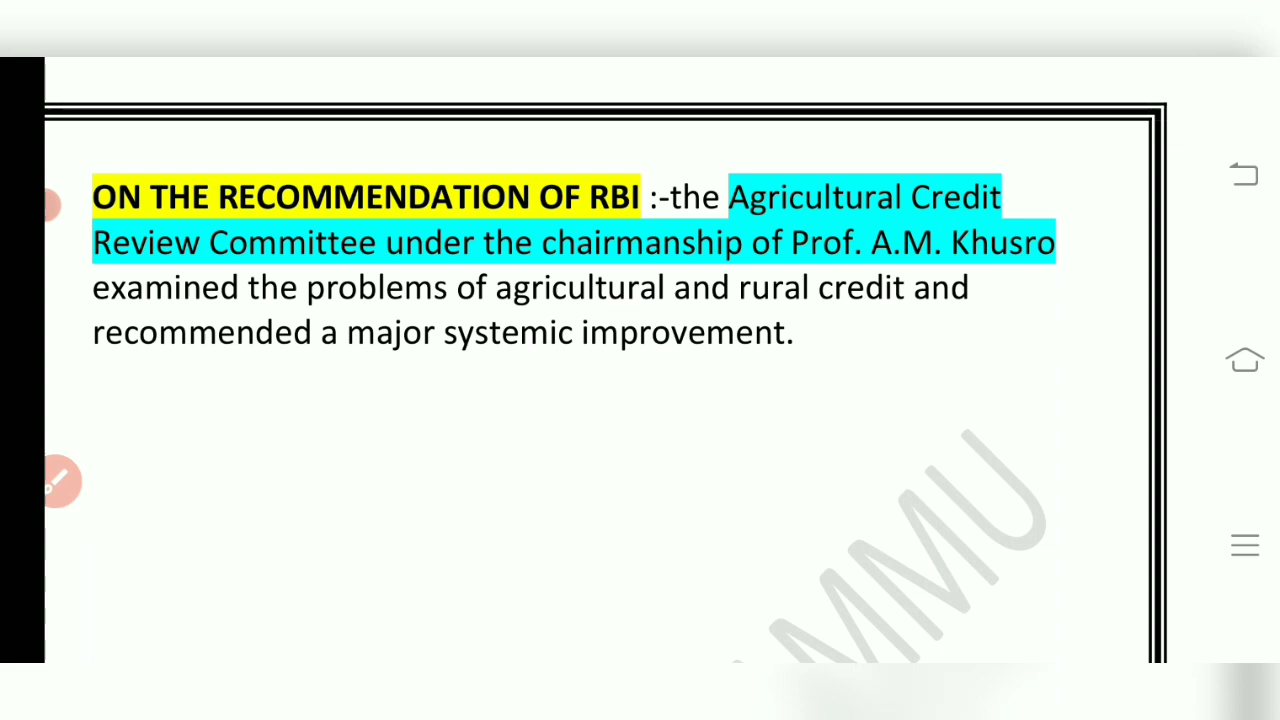 ON THE RECOMMENDATION OF RBI :-the Agricultural Credit
Review Committee under the chairmanship of Prof. A.M. Khusro
examined the problems of agricultural and rural credit and
recommended a major systemic improvement.